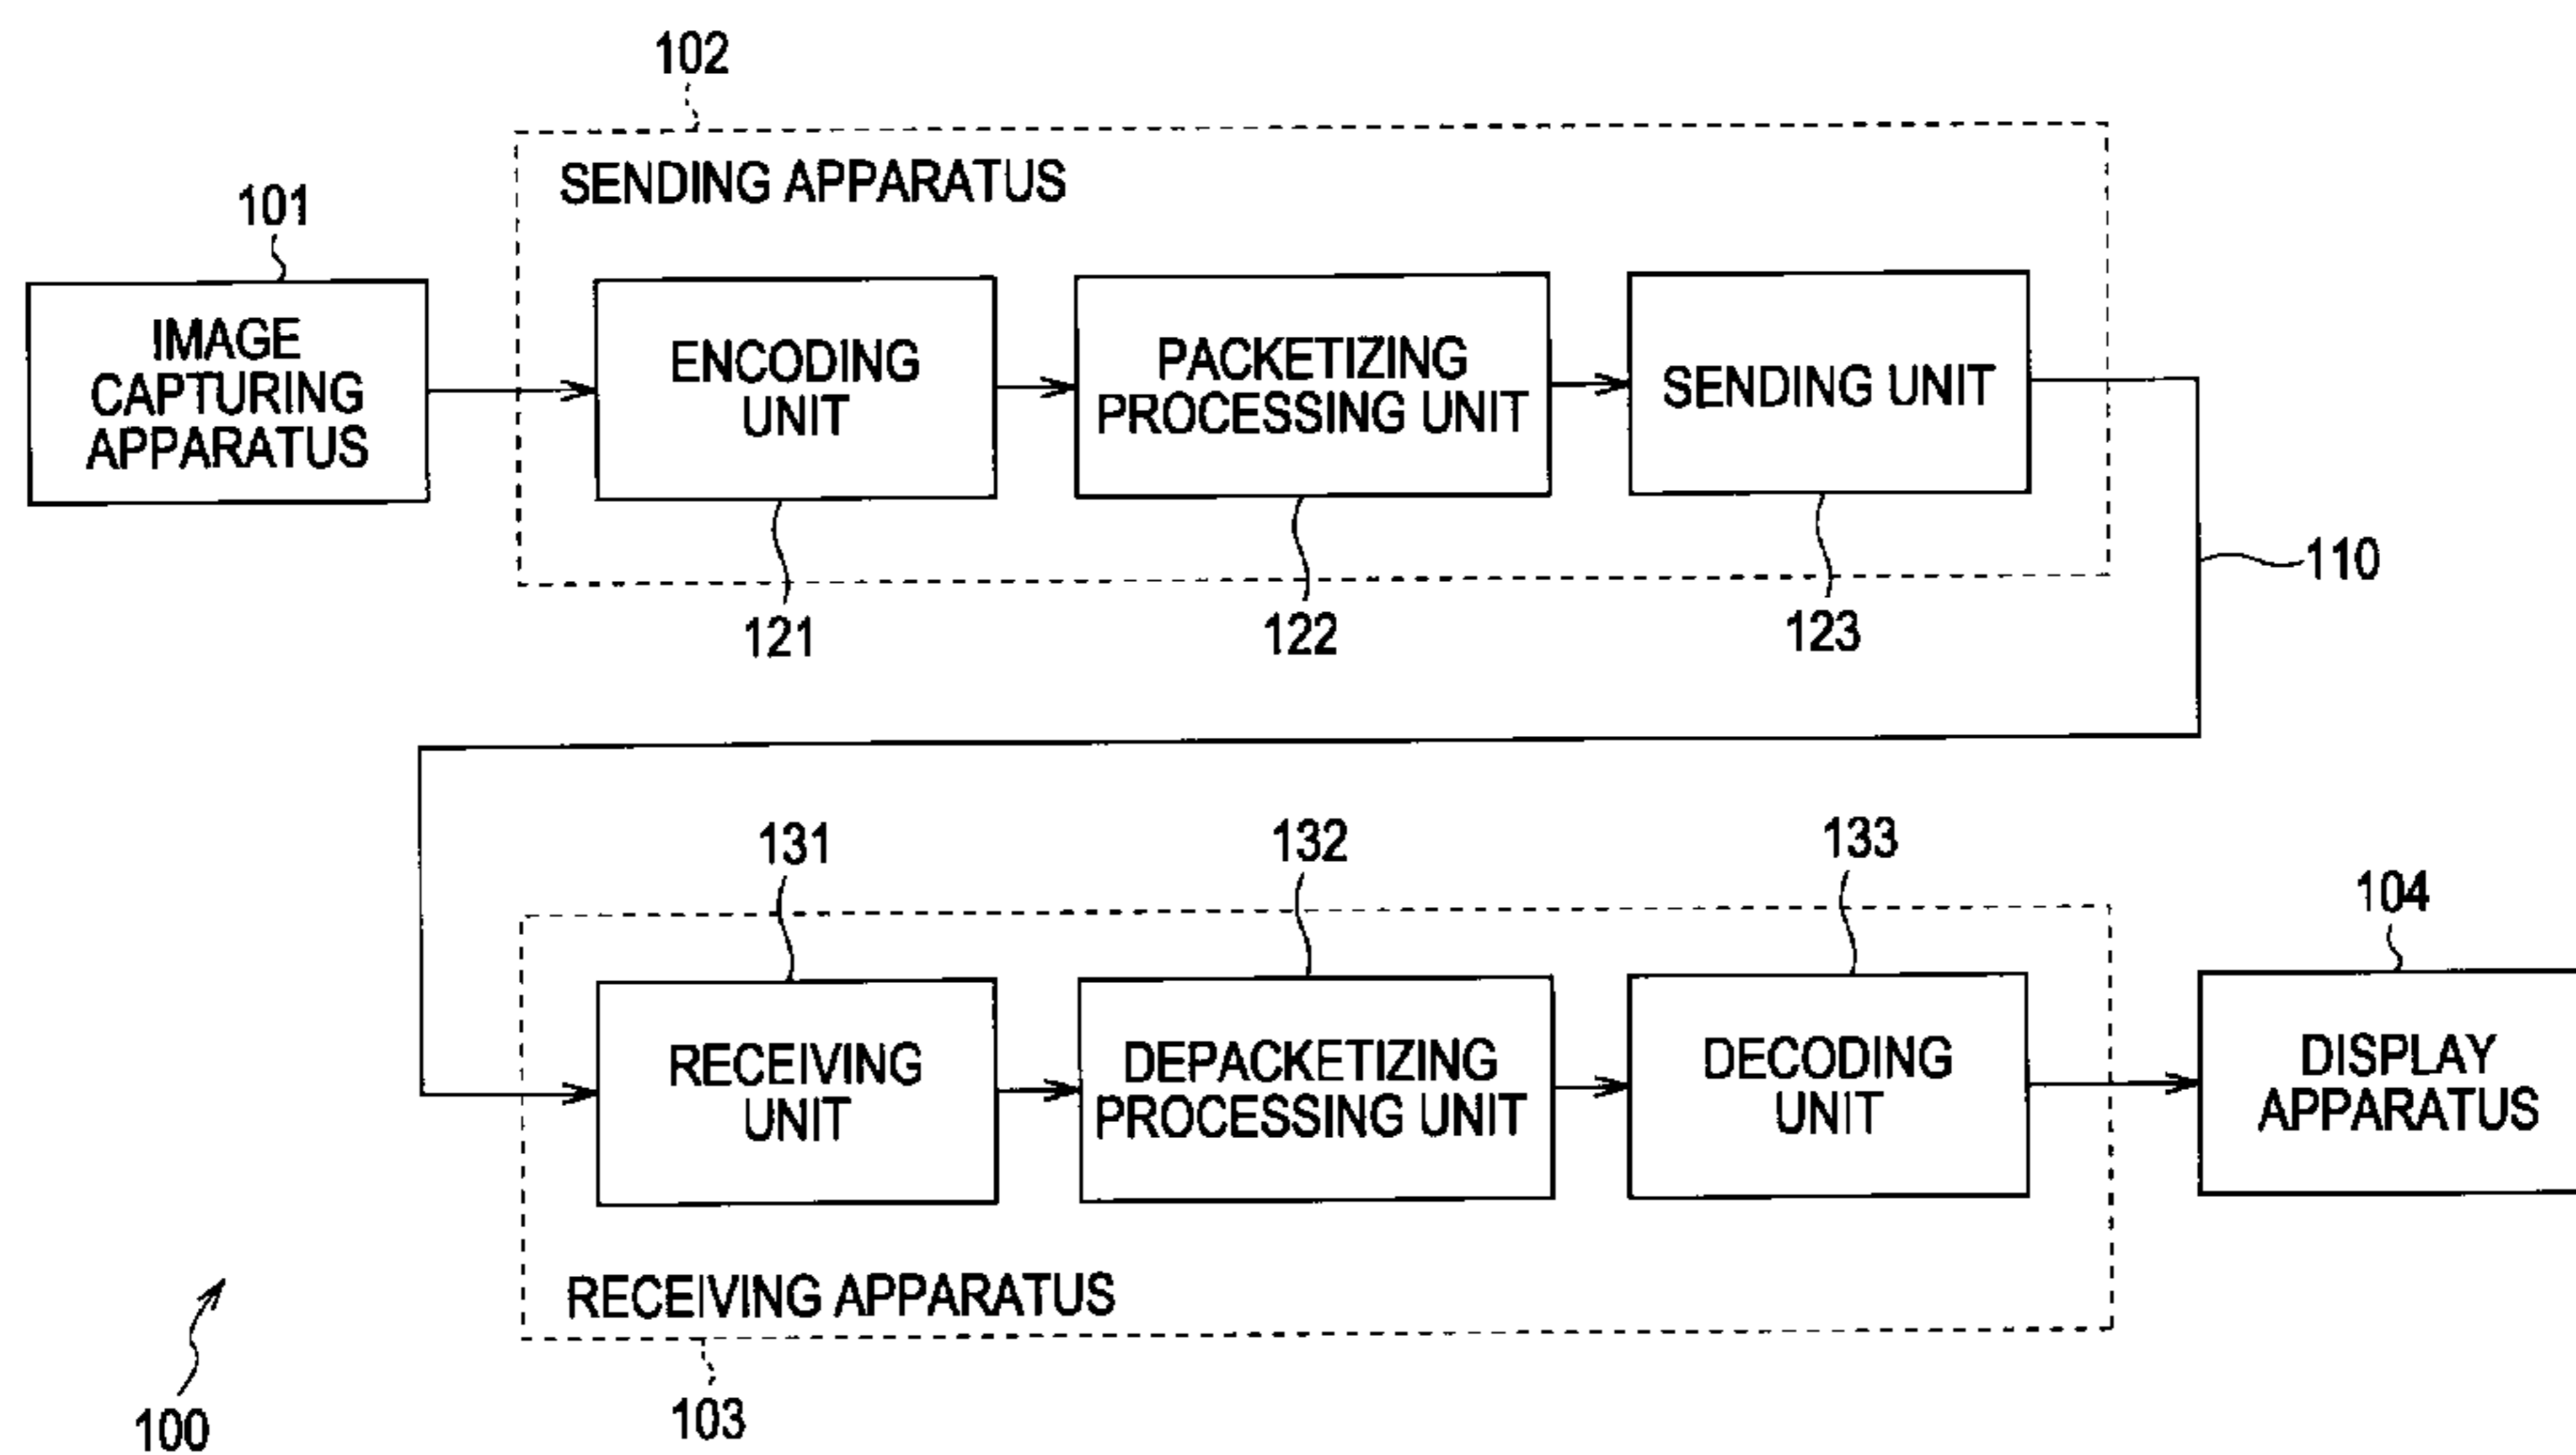 102
SENDING APPARATUS
101
IMAGE
CAPTURING
APPARATUS
ENCODING
UNIT
PACKETIZING
PROCESSING UNIT
SENDING UNIT
110
121
122
123
131
132
133
104
RECEIVING
UNIT
DEPACKETIZING
PROCESSING UNIT
DECODING
UNIT
DISPLAY
APPARATUS
RECEIVING APPARATUS
103
100